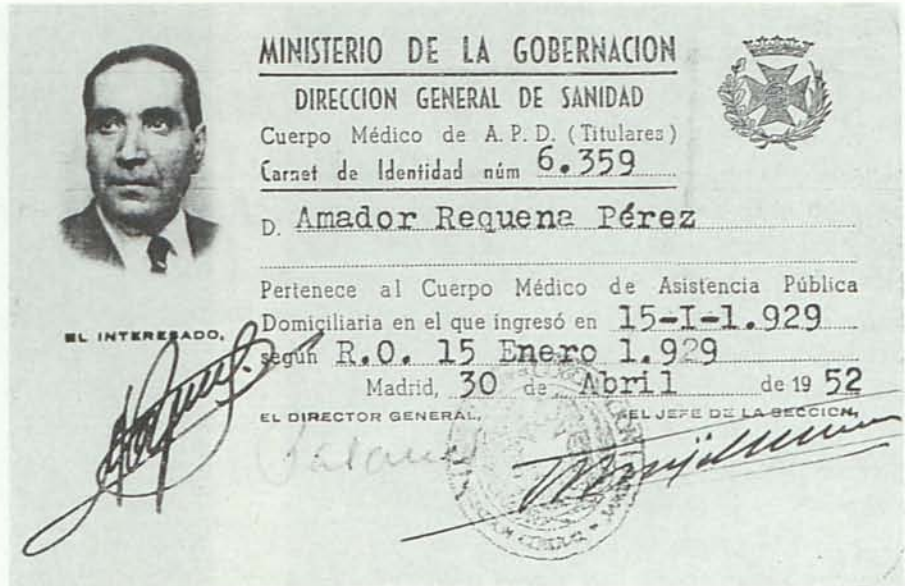 MINISTERIO DE LA GOBERNACION
DIRECCION GENERAL DE SANIDAD
Cuerpo Médico de A. P. D. (Titulares)
Carnet de Identidad núm 6.359
D. Amador Requena Pérez
Pertenece al Cuerpo Médico de Asistencia Pública
Domiciliaria en el que ingresó en 15-I-1.929
según R.O. 15 Enero 1.929
Madrid, 30 de Abril de 19 52
EL INTERESADO,
EL DIRECTOR GENERAL,
EL JEFE DE LA SECCION,